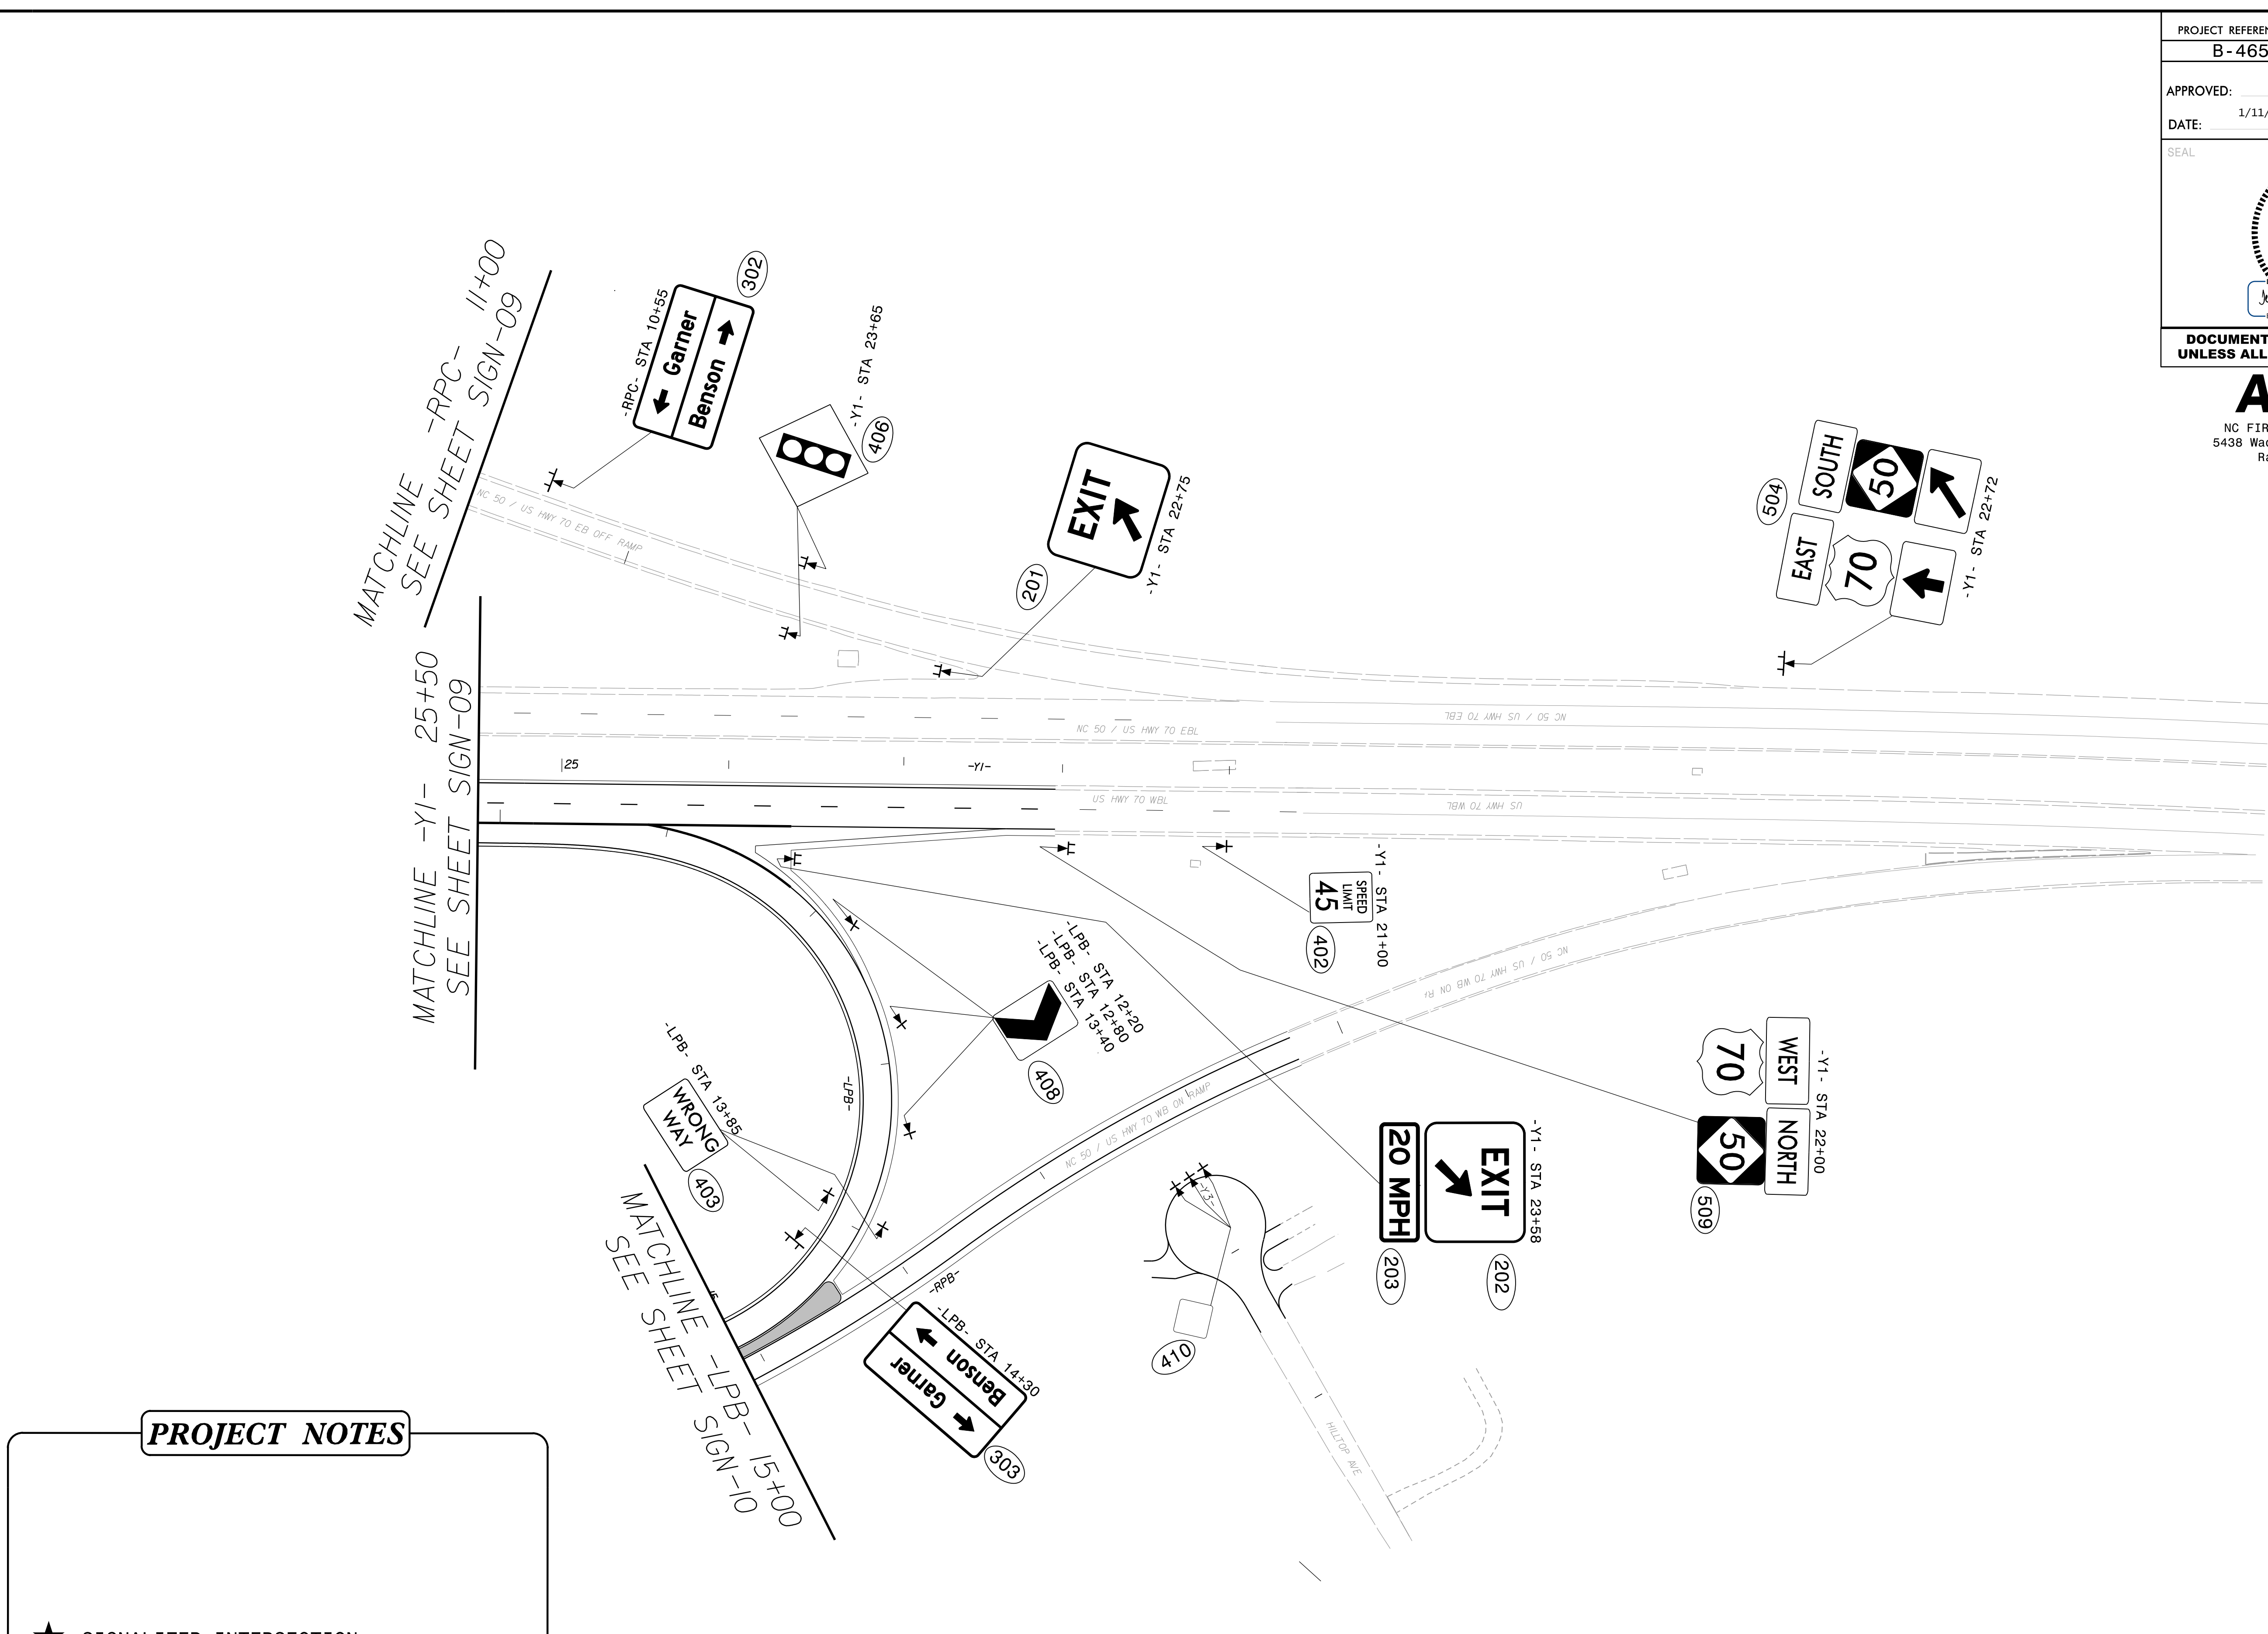 PROJECT REFEREN
B-465
APPROVED:
1/11/
DATE:
SEAL
DOCUMENT
UNLESS ALL
A
NC FIR
5438 Wad
Ra
MATCHLINE -RPC- 11+00
SEE SHEET SIGN-09
-RPC- STA 10+55
Garner
Benson
302
-Y1- STA 23+65
406
EXIT
201
-Y1- STA 22+75
504
SOUTH
50
EAST
70
-Y1- STA 22+72
NC 50 / US HWY 70 EB OFF RAMP
MATCHLINE -Y1- 25+50
SEE SHEET SIGN-09
NC 50 / US HWY 70 EBL
NC 50 / US HWY 70 EBL
25
-Y1-
US HWY 70 WBL
US HWY 70 WBL
SPEED
LIMIT
45
-Y1- STA 21+00
402
-LPB- STA 12+20
-LPB- STA 12+80
-LPB- STA 13+40
408
-LPB-
NC 50 / US HWY 70 WB ON RA
NC 50 / US HWY 70 WB ON RAMP
-LPB- STA 13+85
WRONG
WAY
403
WEST
70
NORTH
50
-Y1- STA 22+00
509
EXIT
20 MPH
-Y1- STA 23+58
202
203
-Y3-
410
HILLTOP AVE
-RPB-
-LPB- STA 14+30
Benson
Garner
303
15
MATCHLINE -LPB- 15+00
SEE SHEET SIGN-10
PROJECT NOTES
SIGNALIZED INTERSECTION